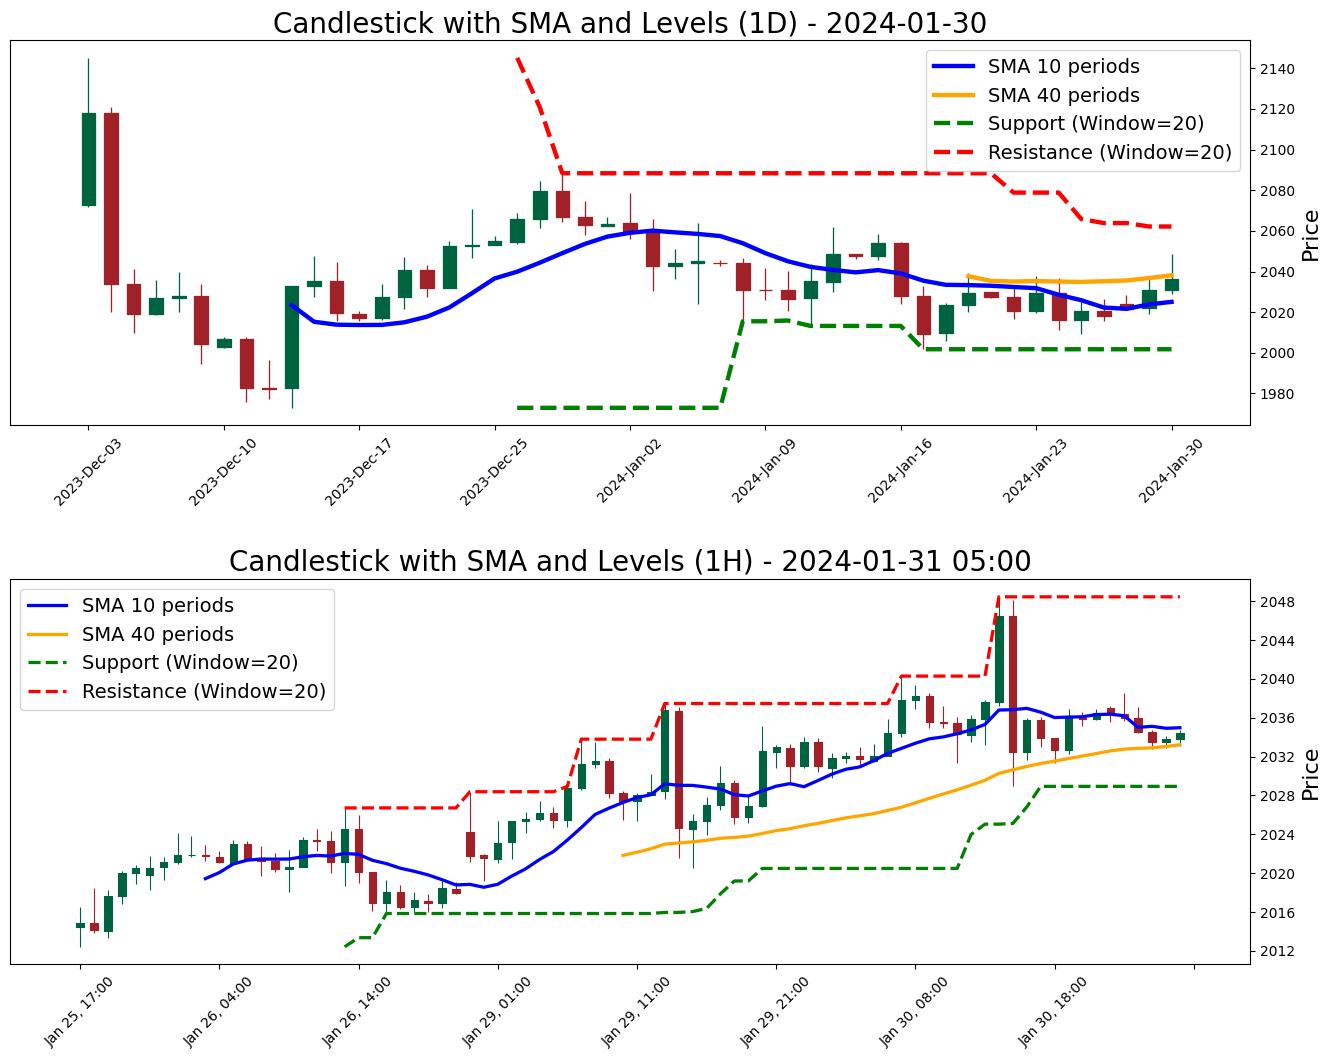 Candlestick with SMA and Levels (1D) - 2024-01-30
SMA 10 periods
SMA 40 periods
Support (Window=20)
Resistance (Window=20)
2140
2120
2100
2080
2060
2040
2020
2000
1980
Price
2023-Dec-03
2023-Dec-10
2023-Dec-17
2023-Dec-25
2024-Jan-02
2024-Jan-09
2024-Jan-16
2024-Jan-23
2024-Jan-30
Candlestick with SMA and Levels (1H) - 2024-01-31 05:00
SMA 10 periods
SMA 40 periods
Support (Window=20)
Resistance (Window=20)
2048
2044
2040
2036
2032
2028
2024
2020
2016
2012
Price
Jan 25, 17:00
Jan 26, 04:00
Jan 26, 14:00
Jan 29, 01:00
Jan 29, 11:00
Jan 29, 21:00
Jan 30, 08:00
Jan 30, 18:00